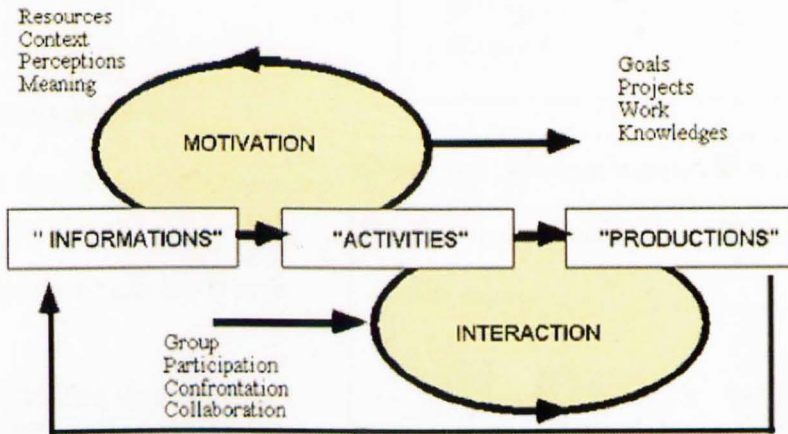 Resources
Context
Perceptions
Meaning
Goals
Projects
Work
Knowledges
MOTIVATION
" INFORMATIONS"
"ACTIVITIES"
"PRODUCTIONS"
INTERACTION
Group
Participation
Confrontation
Collaboration